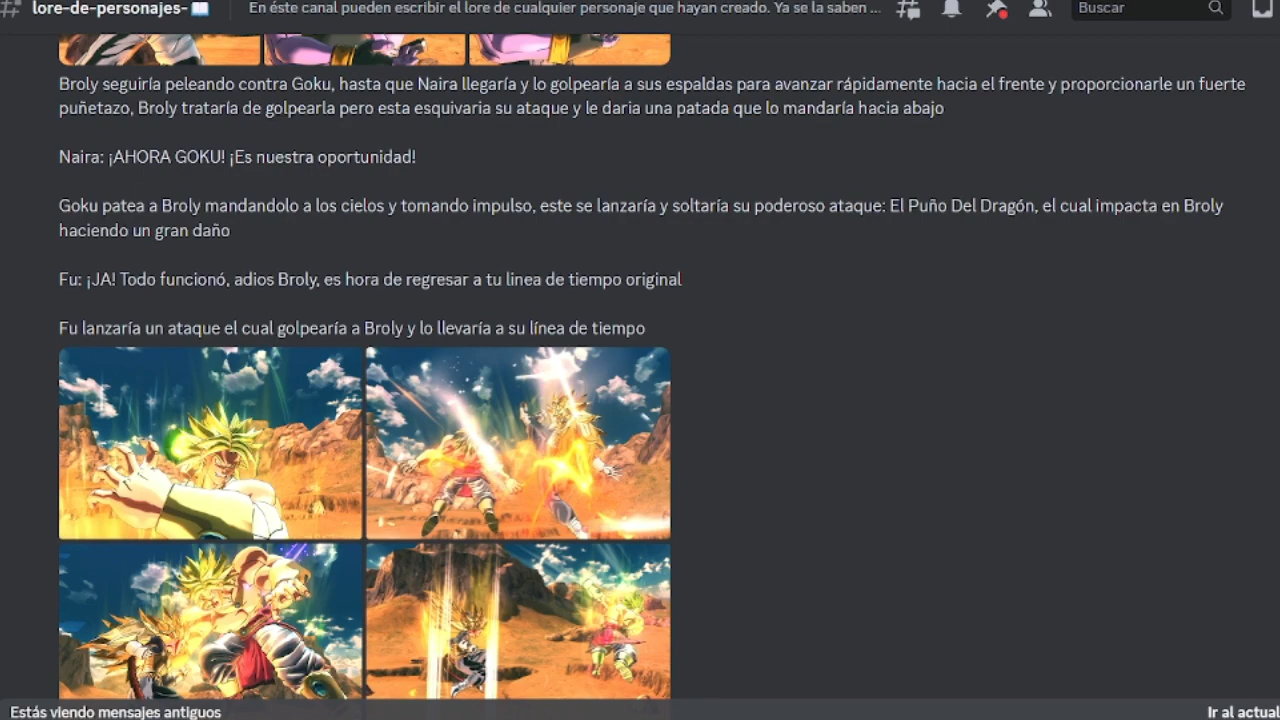 lore-de-personajes-📖
En éste canal pueden escribir el lore de cualquier personaje que hayan creado. Ya se la saben ...
Buscar
Broly seguiría peleando contra Goku, hasta que Naira llegaría y lo golpearía a sus espaldas para avanzar rápidamente hacia el frente y proporcionarle un fuerte
puñetazo, Broly trataría de golpearla pero esta esquivaria su ataque y le daria una patada que lo mandaría hacia abajo
Naira: ¡AHORA GOKU! ¡Es nuestra oportunidad!
Goku patea a Broly mandandolo a los cielos y tomando impulso, este se lanzaría y soltaría su poderoso ataque: El Puño Del Dragón, el cual impacta en Broly
haciendo un gran daño
Fu: ¡JA! Todo funcionó, adios Broly, es hora de regresar a tu linea de tiempo original
Fu lanzaría un ataque el cual golpearía a Broly y lo llevaría a su línea de tiempo
Estás viendo mensajes antiguos
Ir al actual